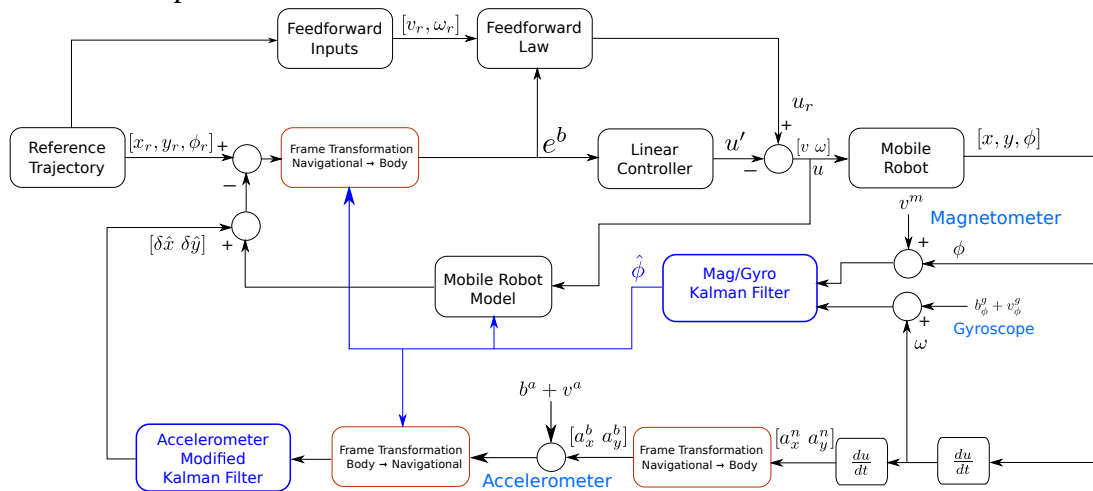 Feedforward
Inputs
[v_r, ω_r]
Feedforward
Law
u_r
Reference
Trajectory
[x_r, y_r, ϕ_r]
+
−
Frame Transformation
Navigational → Body
e^b
Linear
Controller
u′
−
+
[v ω]
u
Mobile
Robot
[x, y, ϕ]
[δx̂ δŷ]
+
Mobile Robot
Model
ϕ̂
Mag/Gyro
Kalman Filter
v^m
Magnetometer
+
ϕ
b^g_ϕ + v^g_ϕ
Gyroscope
+
ω
Accelerometer
Modified
Kalman Filter
Frame Transformation
Body → Navigational
b^a + v^a
[a^b_x a^b_y]
Accelerometer
Frame Transformation
Navigational → Body
[a^n_x a^n_y]
du/dt
du/dt